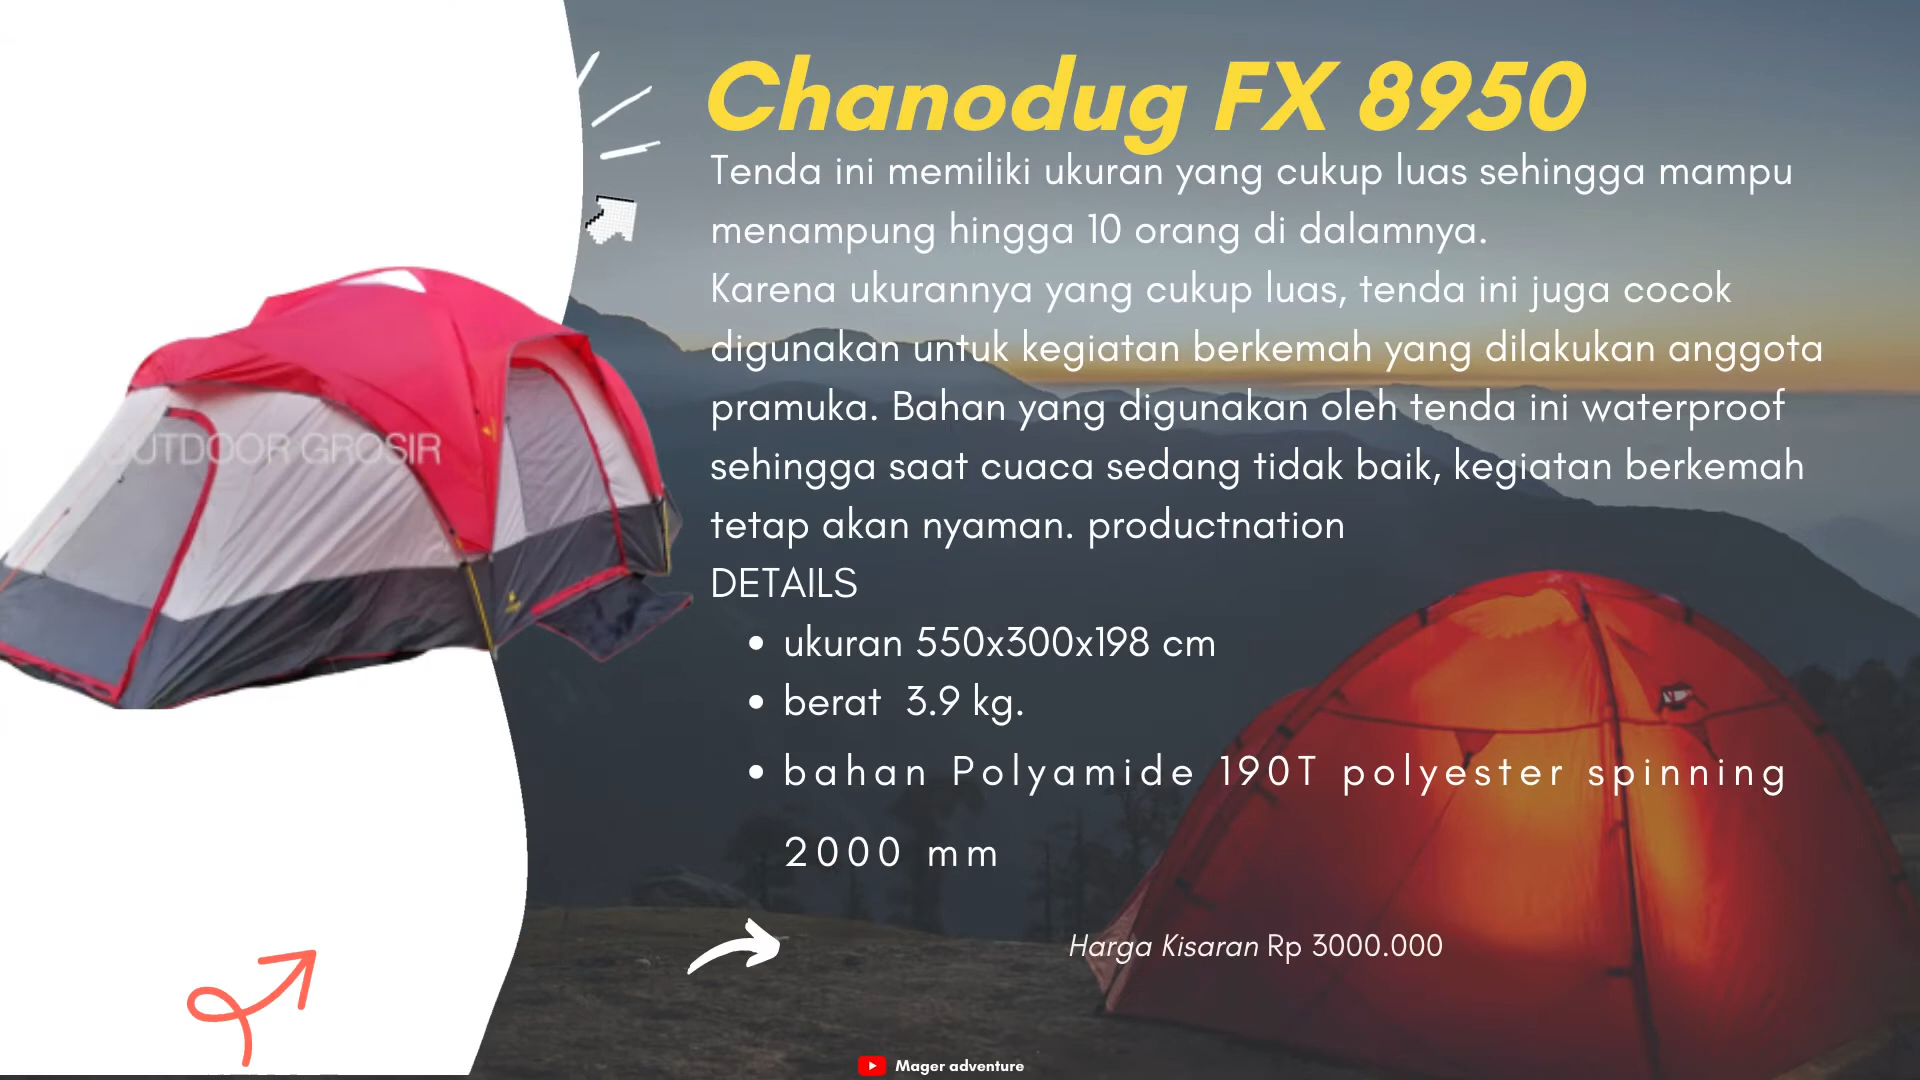 Chanodug FX 8950
Tenda ini memiliki ukuran yang cukup luas sehingga mampu
menampung hingga 10 orang di dalamnya.
Karena ukurannya yang cukup luas, tenda ini juga cocok
digunakan untuk kegiatan berkemah yang dilakukan anggota
pramuka. Bahan yang digunakan oleh tenda ini waterproof
sehingga saat cuaca sedang tidak baik, kegiatan berkemah
tetap akan nyaman. productnation
DETAILS
• ukuran 550x300x198 cm
• berat  3.9 kg.
• bahan Polyamide 190T polyester spinning
2000 mm
OUTDOOR GROSIR
Harga Kisaran Rp 3000.000
Mager adventure